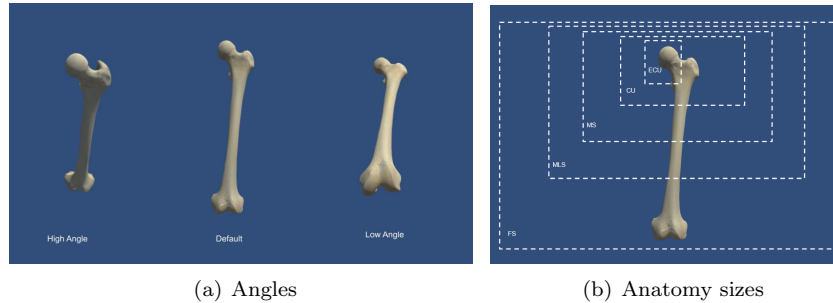 High Angle
Default
Low Angle
ECU
CU
MS
MLS
FS
(a) Angles
(b) Anatomy sizes